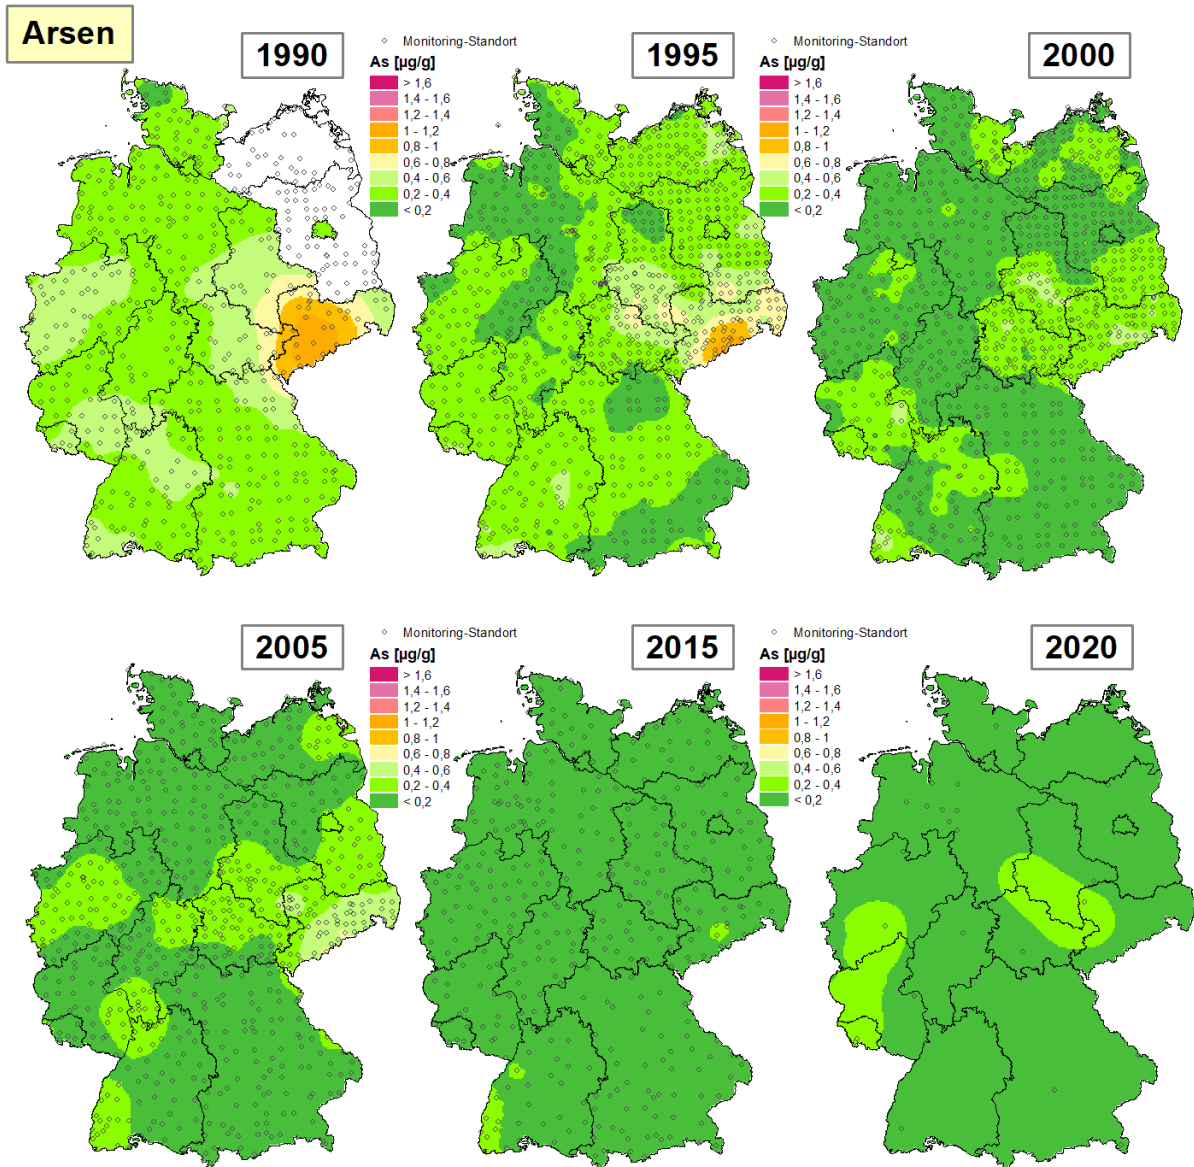 Arsen
1990
Monitoring-Standort
As [µg/g]
> 1,6
1,4 - 1,6
1,2 - 1,4
1 - 1,2
0,8 - 1
0,6 - 0,8
0,4 - 0,6
0,2 - 0,4
< 0,2
1995
Monitoring-Standort
As [µg/g]
> 1,6
1,4 - 1,6
1,2 - 1,4
1 - 1,2
0,8 - 1
0,6 - 0,8
0,4 - 0,6
0,2 - 0,4
< 0,2
2000
2005
Monitoring-Standort
As [µg/g]
> 1,6
1,4 - 1,6
1,2 - 1,4
1 - 1,2
0,8 - 1
0,6 - 0,8
0,4 - 0,6
0,2 - 0,4
< 0,2
2015
Monitoring-Standort
As [µg/g]
> 1,6
1,4 - 1,6
1,2 - 1,4
1 - 1,2
0,8 - 1
0,6 - 0,8
0,4 - 0,6
0,2 - 0,4
< 0,2
2020